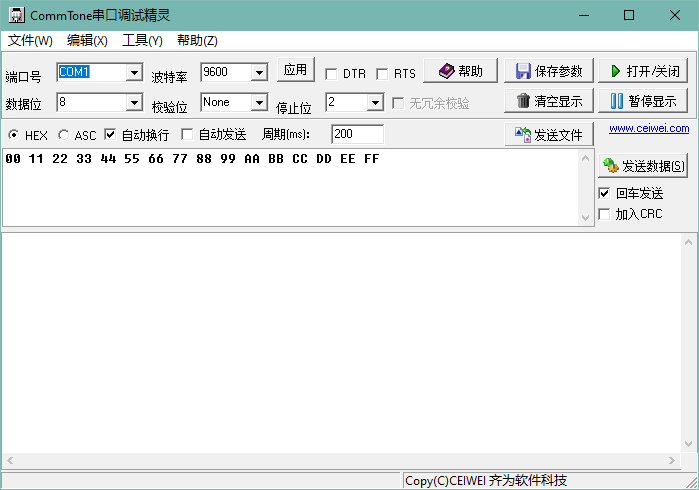 CommTone串口调试精灵
文件(W) 编辑(X) 工具(Y) 帮助(Z)
端口号 COM1 波特率 9600 应用 DTR RTS 帮助 保存参数 打开/关闭
数据位 8 校验位 None 停止位 2 无冗余校验 清空显示 暂停显示
HEX ASC 自动换行 自动发送 周期(ms): 200 发送文件 www.ceiwei.com
00 11 22 33 44 55 66 77 88 99 AA BB CC DD EE FF
发送数据[S]
回车发送
加入CRC
Copy(C)CEIWEI 齐为软件科技